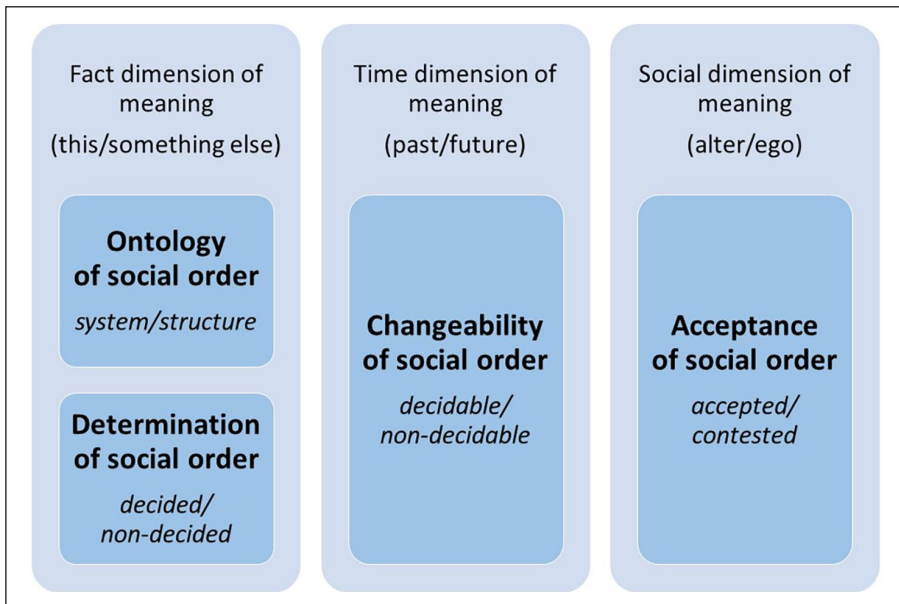 Fact dimension of
meaning
(this/something else)
Ontology
of social order
system/structure
Determination
of social order
decided/
non-decided
Time dimension of
meaning
(past/future)
Changeability
of social order
decidable/
non-decidable
Social dimension of
meaning
(alter/ego)
Acceptance
of social order
accepted/
contested